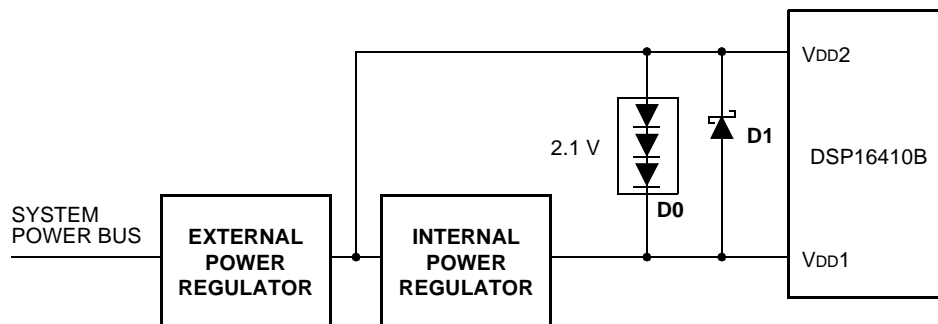 VDD2
2.1 V
D1
DSP16410B
D0
SYSTEM
POWER BUS
EXTERNAL
POWER
REGULATOR
INTERNAL
POWER
REGULATOR
VDD1